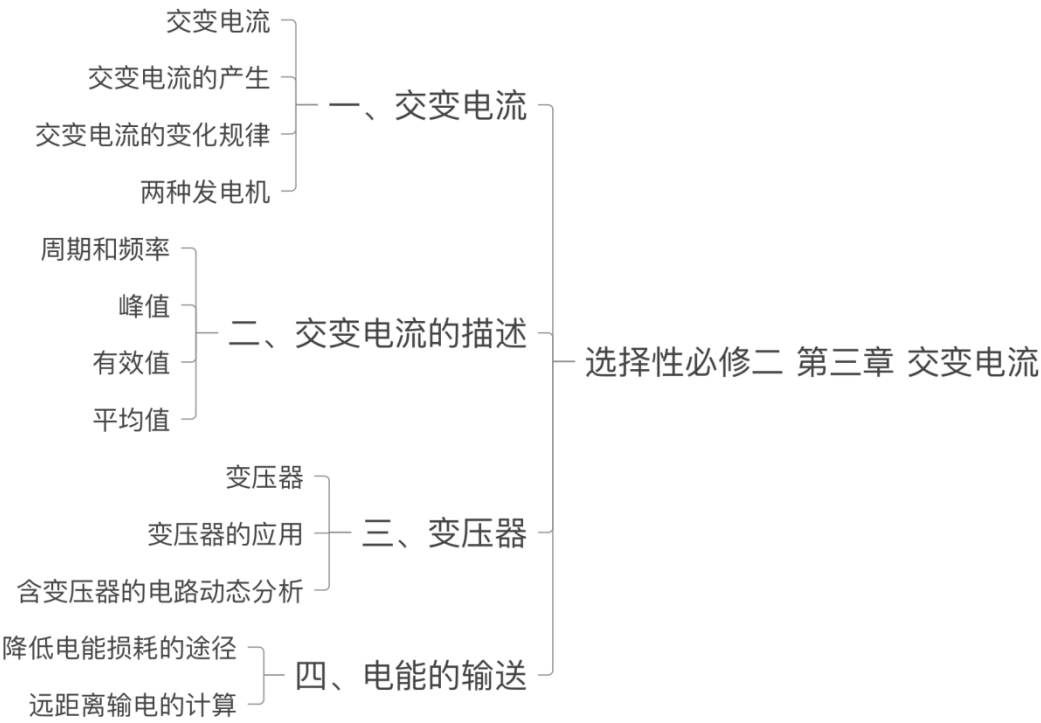 选择性必修二 第三章 交变电流
一、交变电流
交变电流
交变电流的产生
交变电流的变化规律
两种发电机
二、交变电流的描述
周期和频率
峰值
有效值
平均值
三、变压器
变压器
变压器的应用
含变压器的电路动态分析
四、电能的输送
降低电能损耗的途径
远距离输电的计算